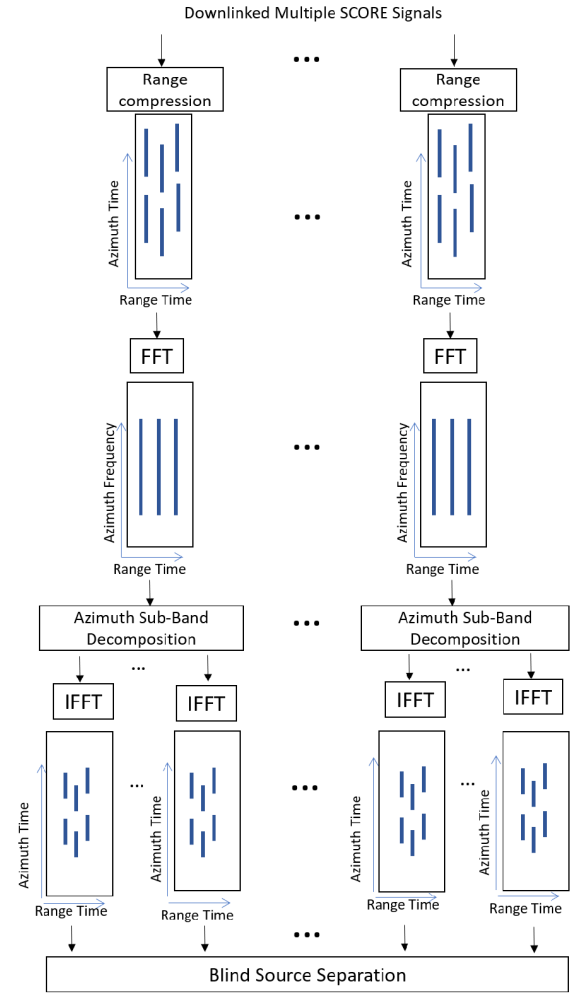 Downlinked Multiple SCORE Signals
...
Range
compression
Range
compression
Azimuth Time
Range Time
...
Azimuth Time
Range Time
FFT
FFT
Azimuth Frequency
Range Time
...
Azimuth Frequency
Range Time
Azimuth Sub-Band
Decomposition
...
Azimuth Sub-Band
Decomposition
...
...
IFFT
IFFT
IFFT
IFFT
Azimuth Time
Range Time
...
Azimuth Time
Range Time
...
Azimuth Time
Range Time
...
Azimuth Time
Range Time
...
Blind Source Separation